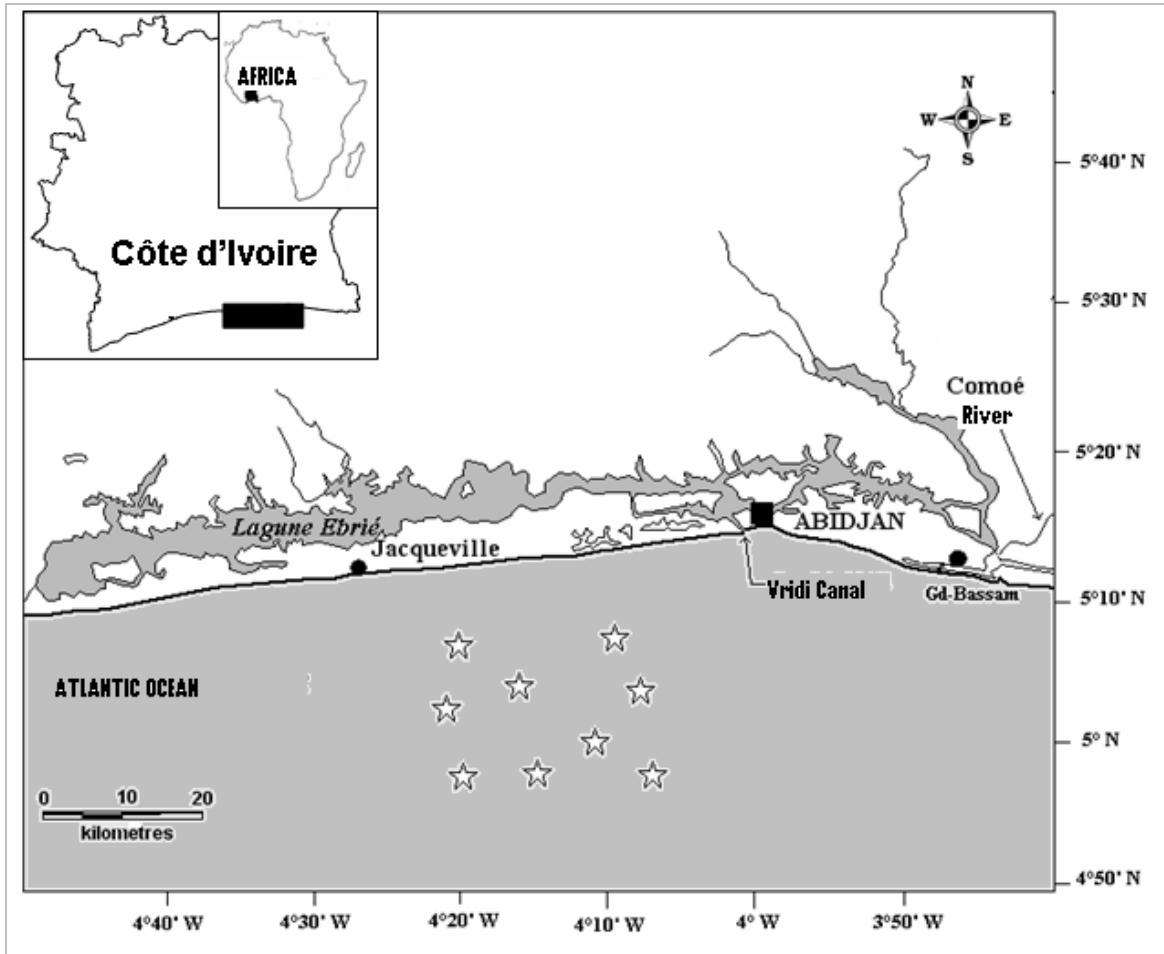 AFRICA
Côte d'Ivoire
N
W E
S
5°40' N
5°30' N
Comoé
River
5°20' N
Lagune Ebrié
ABIDJAN
Jacqueville
Vridi Canal
Gd-Bassam
5°10' N
ATLANTIC OCEAN
5° N
0 10 20
kilometres
4°50' N
4°40' W 4°30' W 4°20' W 4°10' W 4° W 3°50' W